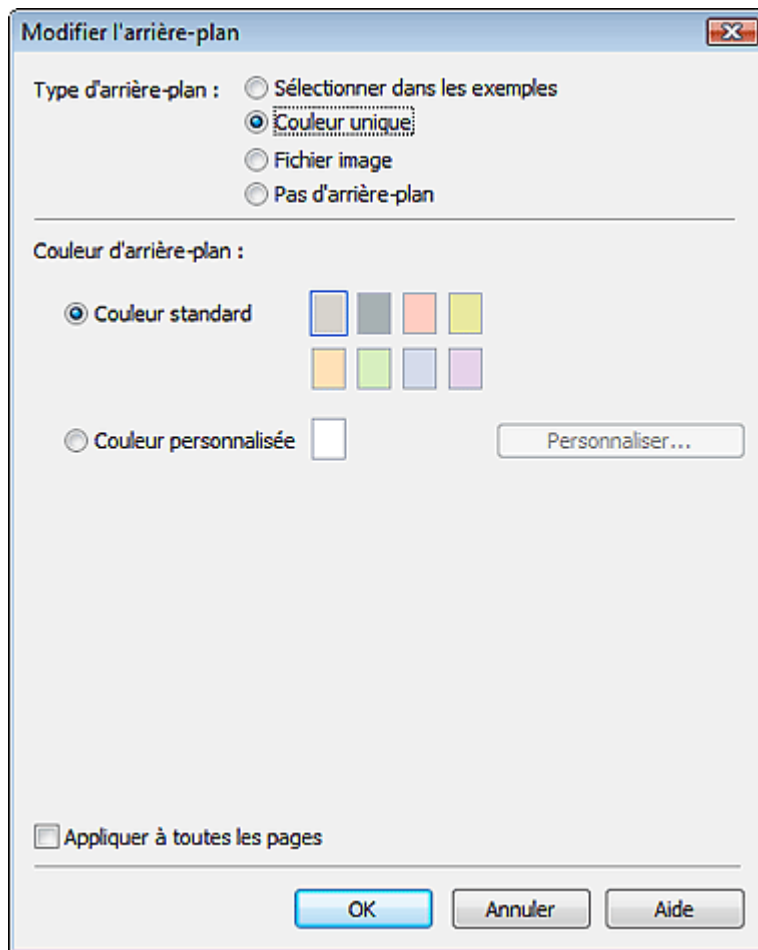 Modifier l'arrière-plan
Type d'arrière-plan :
Sélectionner dans les exemples
Couleur unique
Fichier image
Pas d'arrière-plan
Couleur d'arrière-plan :
Couleur standard
Couleur personnalisée
Personnaliser...
Appliquer à toutes les pages
OK
Annuler
Aide